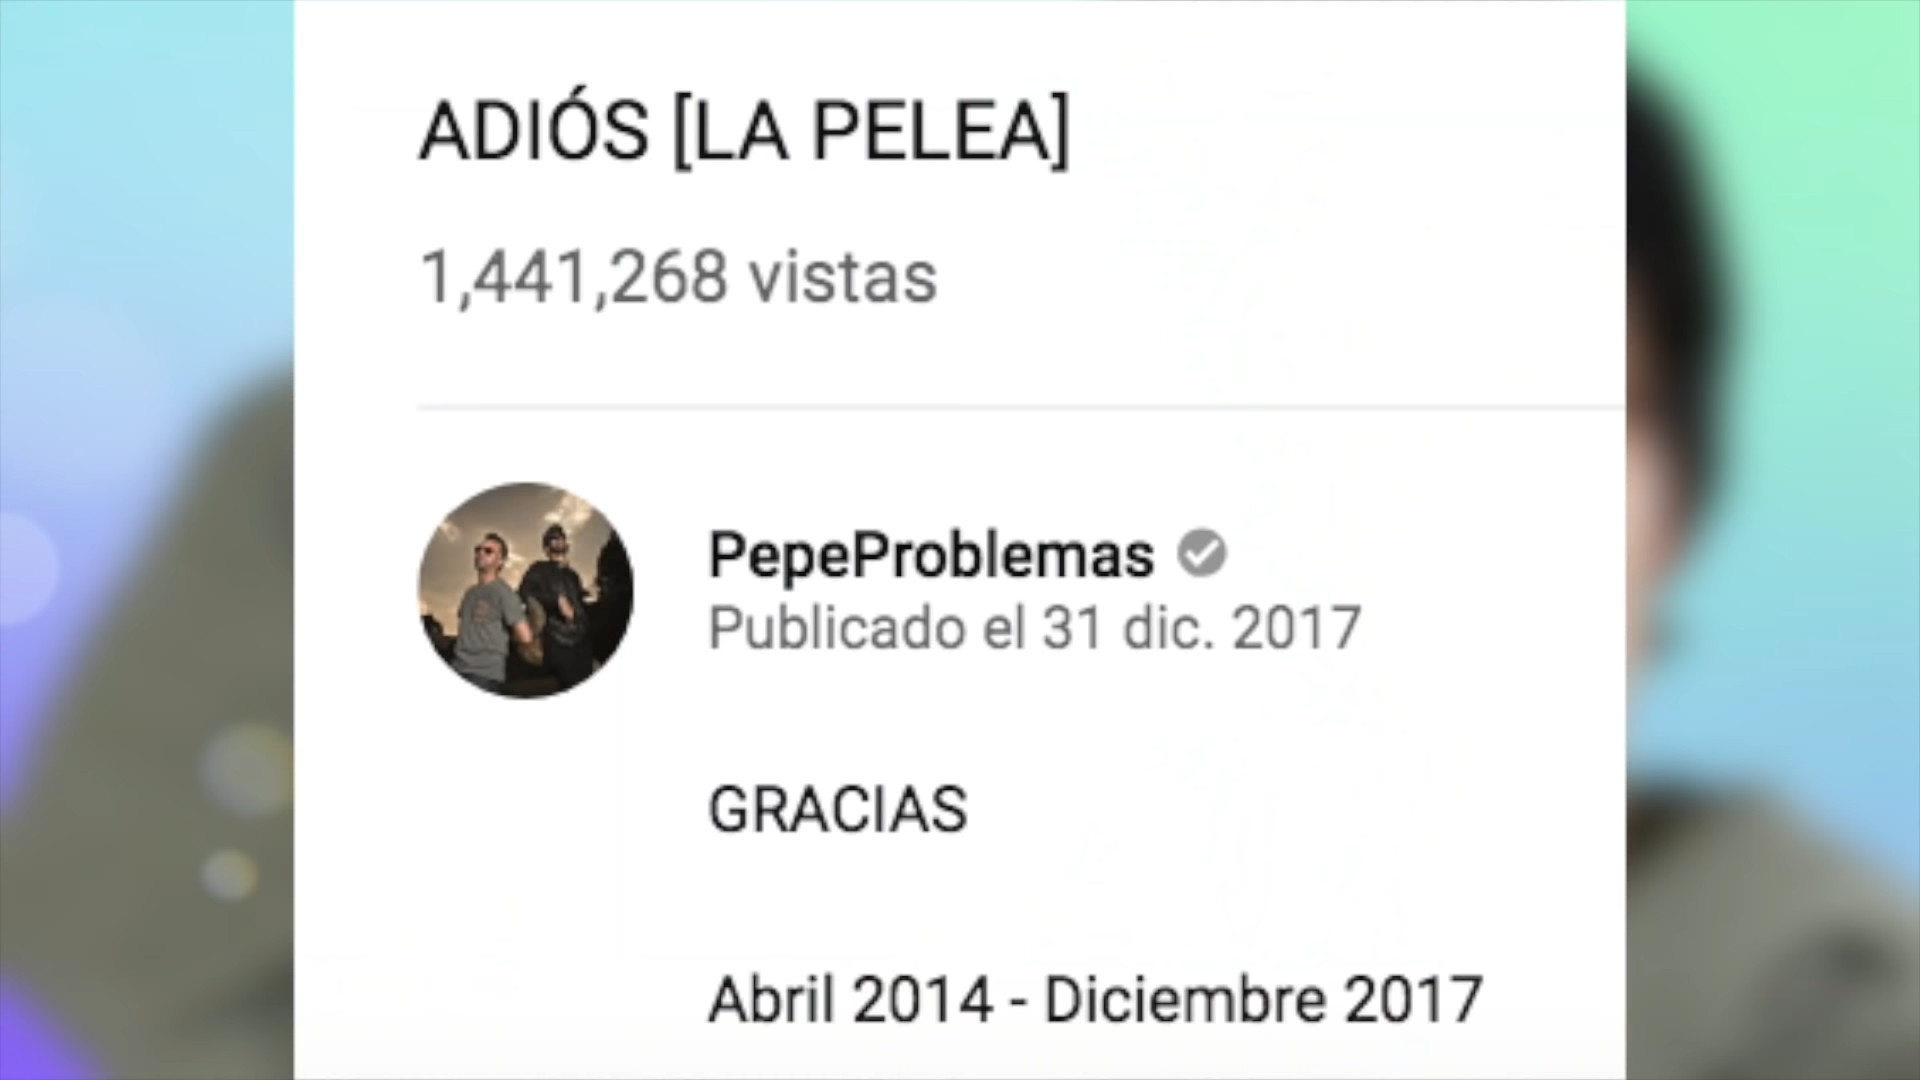 ADIÓS [LA PELEA]
1,441,268 vistas
PepeProblemas
Publicado el 31 dic. 2017
GRACIAS
Abril 2014 - Diciembre 2017